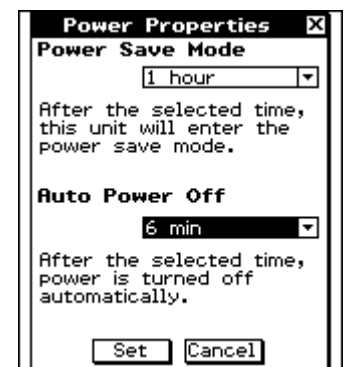 Power Properties X
Power Save Mode
1 hour
After the selected time,
this unit will enter the
power save mode.
Auto Power Off
6 min
After the selected time,
power is turned off
automatically.
Set Cancel